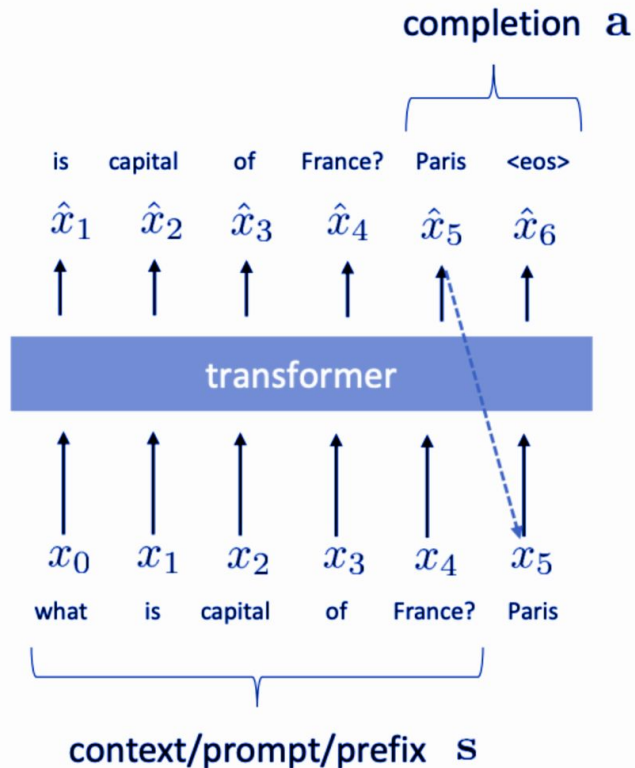 completion a
is capital of France? Paris <eos>
x̂₁ x̂₂ x̂₃ x̂₄ x̂₅ x̂₆
transformer
x₀ x₁ x₂ x₃ x₄ x₅
what is capital of France? Paris
context/prompt/prefix s